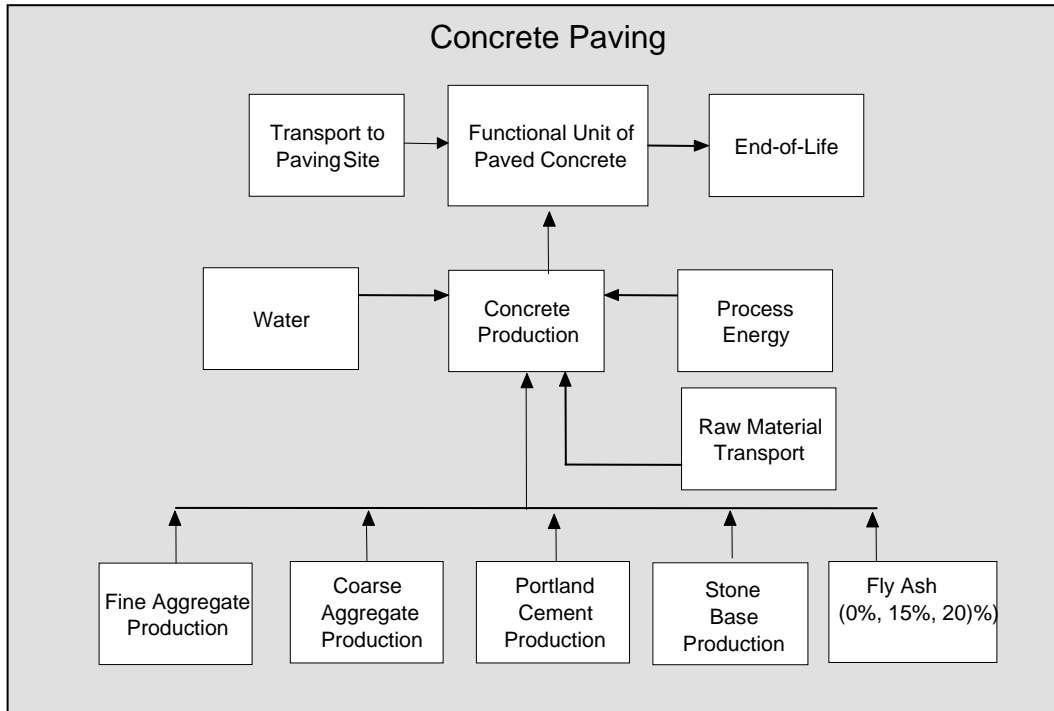 Concrete Paving
Transport to
Paving Site
Functional Unit of
Paved Concrete
End-of-Life
Water
Concrete
Production
Process
Energy
Raw Material
Transport
Fine Aggregate
Production
Coarse
Aggregate
Production
Portland
Cement
Production
Stone
Base
Production
Fly Ash
(0%, 15%, 20)%)